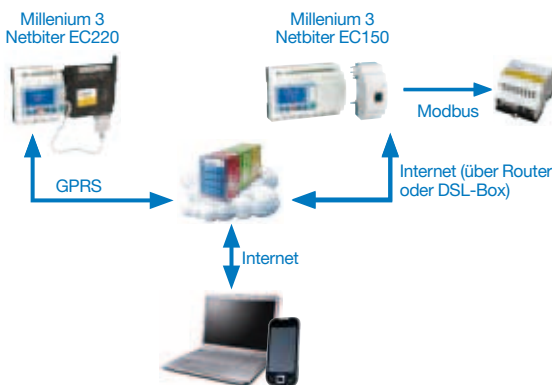 Millenium 3
Netbiter EC220
Millenium 3
Netbiter EC150
Modbus
Internet (über Router
oder DSL-Box)
GPRS
Internet